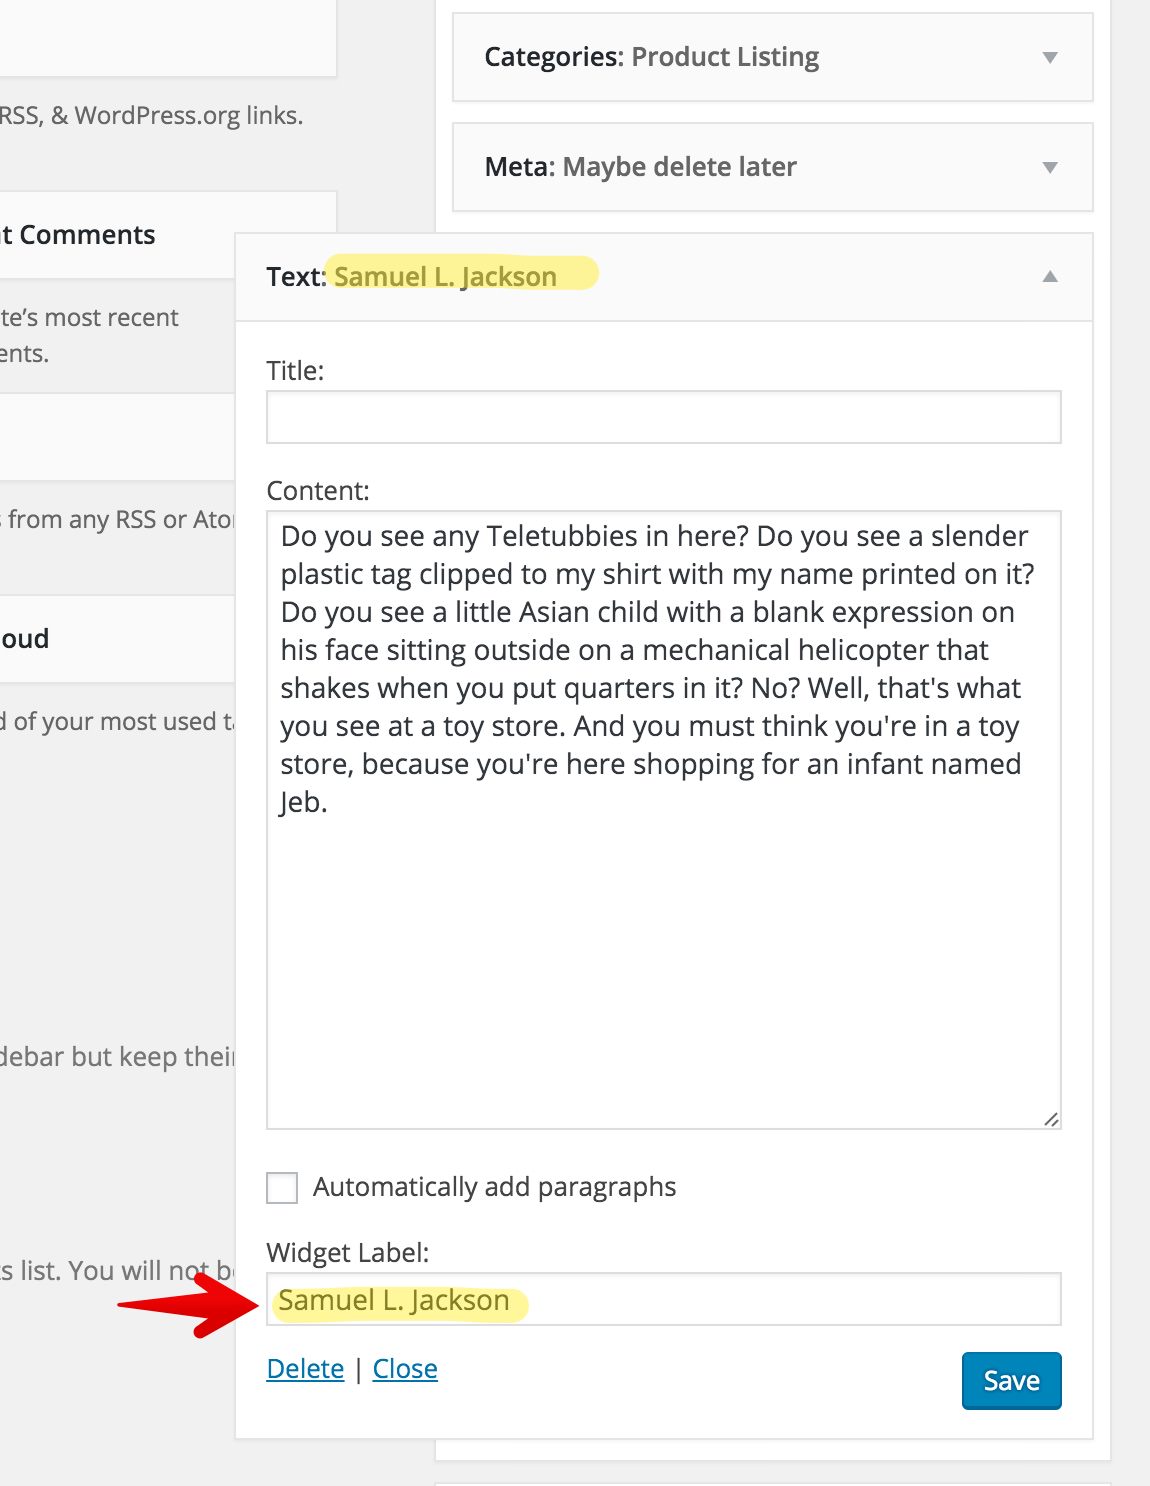 Categories: Product Listing
RSS, & WordPress.org links.
Meta: Maybe delete later
t Comments
Text: Samuel L. Jackson
te’s most recent
ents.
Title:
Content:
from any RSS or Ato
Do you see any Teletubbies in here? Do you see a slender
plastic tag clipped to my shirt with my name printed on it?
Do you see a little Asian child with a blank expression on
his face sitting outside on a mechanical helicopter that
shakes when you put quarters in it? No? Well, that's what
you see at a toy store. And you must think you're in a toy
store, because you're here shopping for an infant named
Jeb.
oud
d of your most used ta
debar but keep their
Automatically add paragraphs
Widget Label:
s list. You will not be
Samuel L. Jackson
Delete | Close
Save